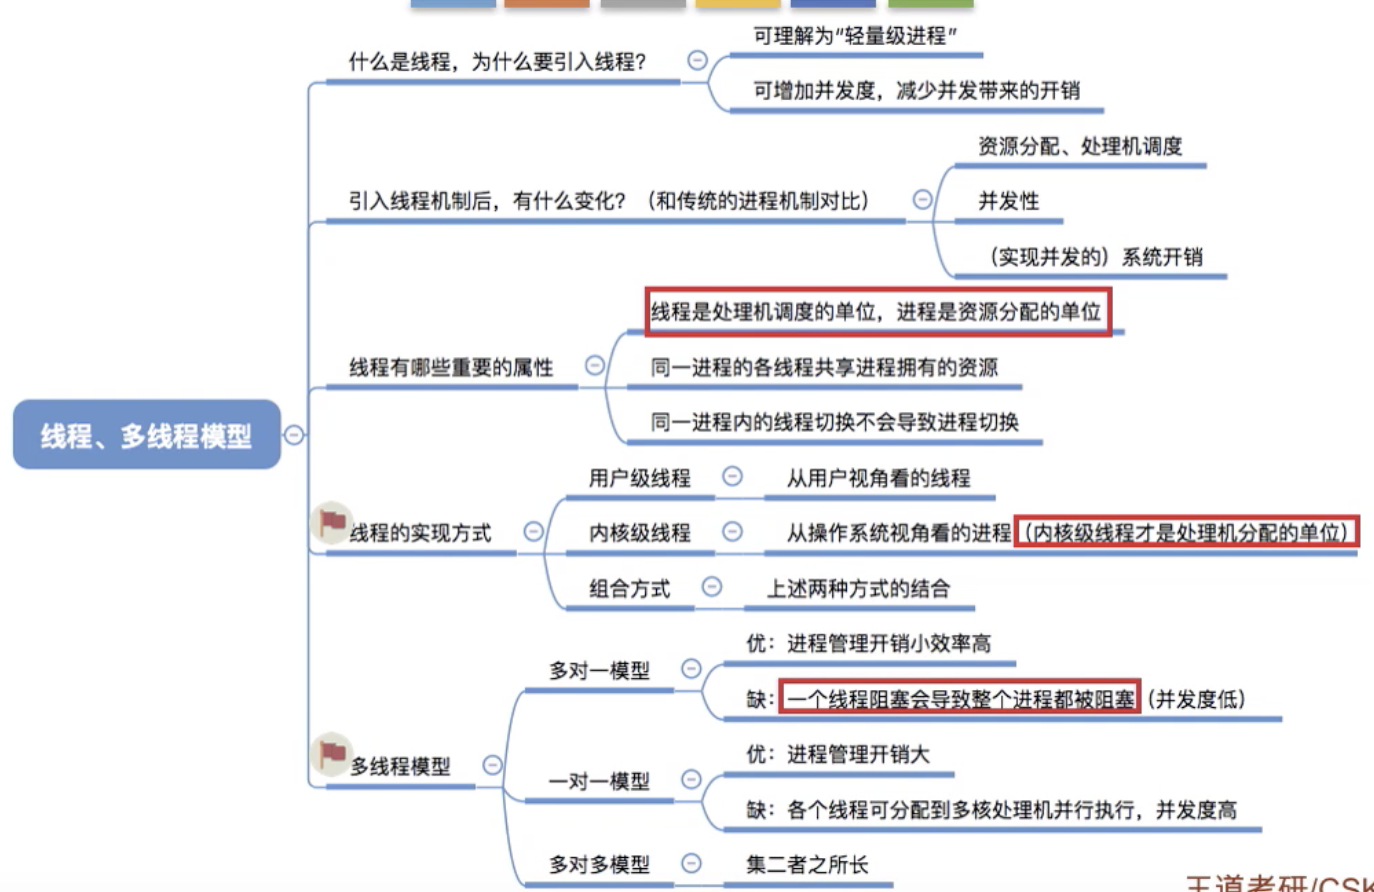 可理解为“轻量级进程”
什么是线程，为什么要引入线程？
可增加并发度，减少并发带来的开销
资源分配、处理机调度
引入线程机制后，有什么变化？（和传统的进程机制对比）
并发性
（实现并发的）系统开销
线程是处理机调度的单位，进程是资源分配的单位
线程有哪些重要的属性
同一进程的各线程共享进程拥有的资源
同一进程内的线程切换不会导致进程切换
线程、多线程模型
用户级线程
从用户视角看的线程
线程的实现方式
内核级线程
从操作系统视角看的进程（内核级线程才是处理机分配的单位）
组合方式
上述两种方式的结合
多对一模型
优：进程管理开销小效率高
缺：一个线程阻塞会导致整个进程都被阻塞（并发度低）
多线程模型
一对一模型
优：进程管理开销大
缺：各个线程可分配到多核处理机并行执行，并发度高
多对多模型
集二者之所长
王道考研/CSK